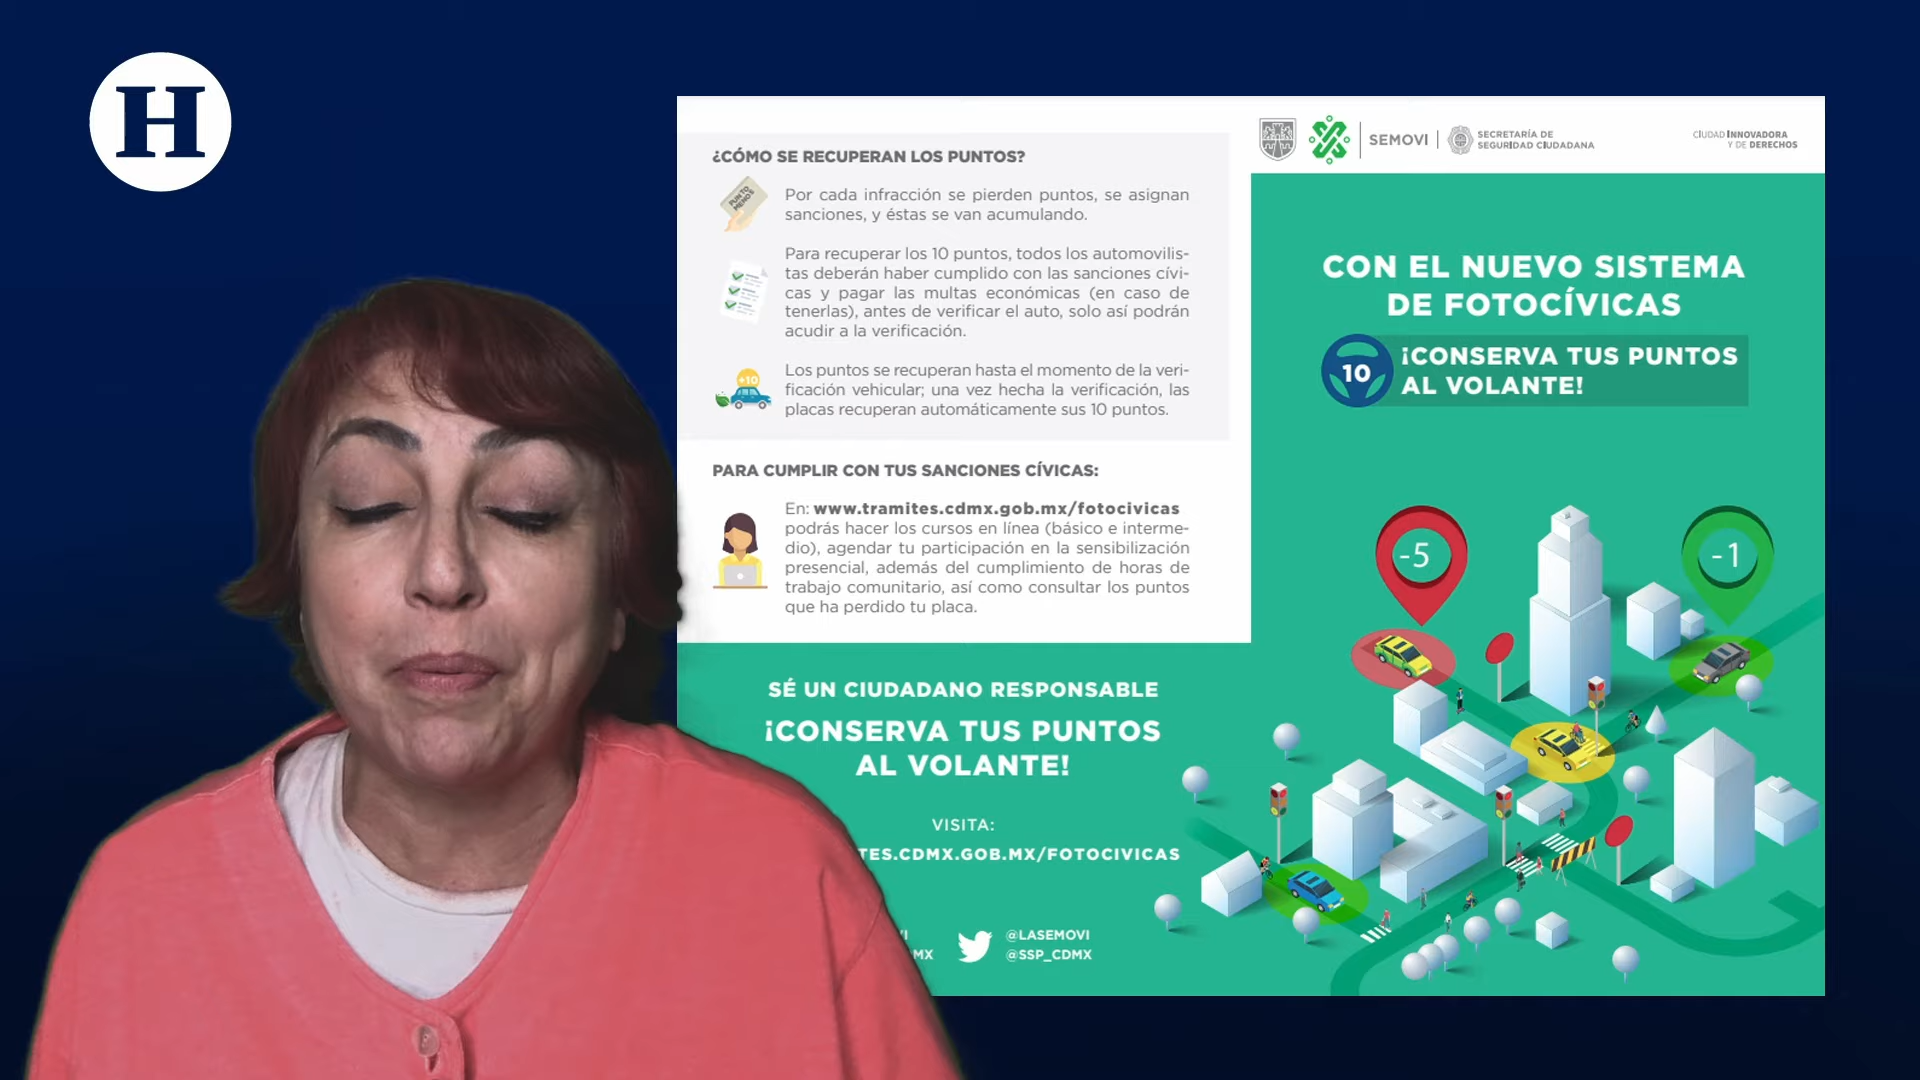 H
¿CÓMO SE RECUPERAN LOS PUNTOS?
PUNTO
MENOS
Por cada infracción se pierden puntos, se asignan
sanciones, y éstas se van acumulando.
Para recuperar los 10 puntos, todos los automovilis-
tas deberán haber cumplido con las sanciones cívi-
cas y pagar las multas económicas (en caso de
tenerlas), antes de verificar el auto, solo así podrán
acudir a la verificación.
+10
Los puntos se recuperan hasta el momento de la veri-
ficación vehicular; una vez hecha la verificación, las
placas recuperan automáticamente sus 10 puntos.
PARA CUMPLIR CON TUS SANCIONES CÍVICAS:
En: www.tramites.cdmx.gob.mx/fotocivicas
podrás hacer los cursos en línea (básico e interme-
dio), agendar tu participación en la sensibilización
presencial, además del cumplimiento de horas de
trabajo comunitario, así como consultar los puntos
que ha perdido tu placa.
SÉ UN CIUDADANO RESPONSABLE
¡CONSERVA TUS PUNTOS
AL VOLANTE!
VISITA:
TES.CDMX.GOB.MX/FOTOCIVICAS
VI
MX
@LASEMOVI
@SSP_CDMX
SEMOVI
SECRETARÍA DE
SEGURIDAD CIUDADANA
CIUDAD INNOVADORA
Y DE DERECHOS
CON EL NUEVO SISTEMA
DE FOTOCÍVICAS
10
¡CONSERVA TUS PUNTOS
AL VOLANTE!
-5
-1